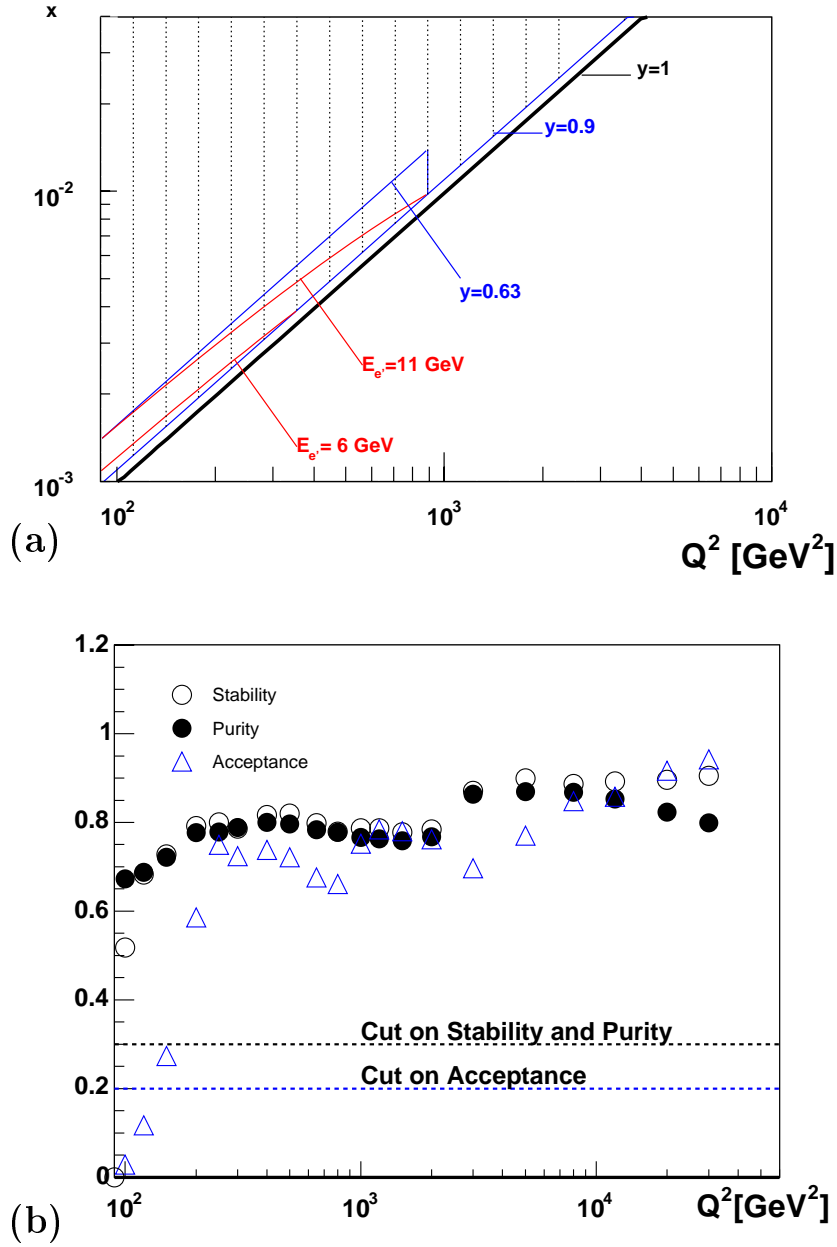 x
y=1
y=0.9
10^-2
y=0.63
E_e'=11 GeV
E_e'= 6 GeV
10^-3
10^2
10^3
10^4
(a)
Q^2 [GeV^2]
1.2
Stability
1
Purity
Acceptance
0.8
0.6
0.4
Cut on Stability and Purity
Cut on Acceptance
0.2
0
10^2
10^3
10^4
Q^2[GeV^2]
(b)